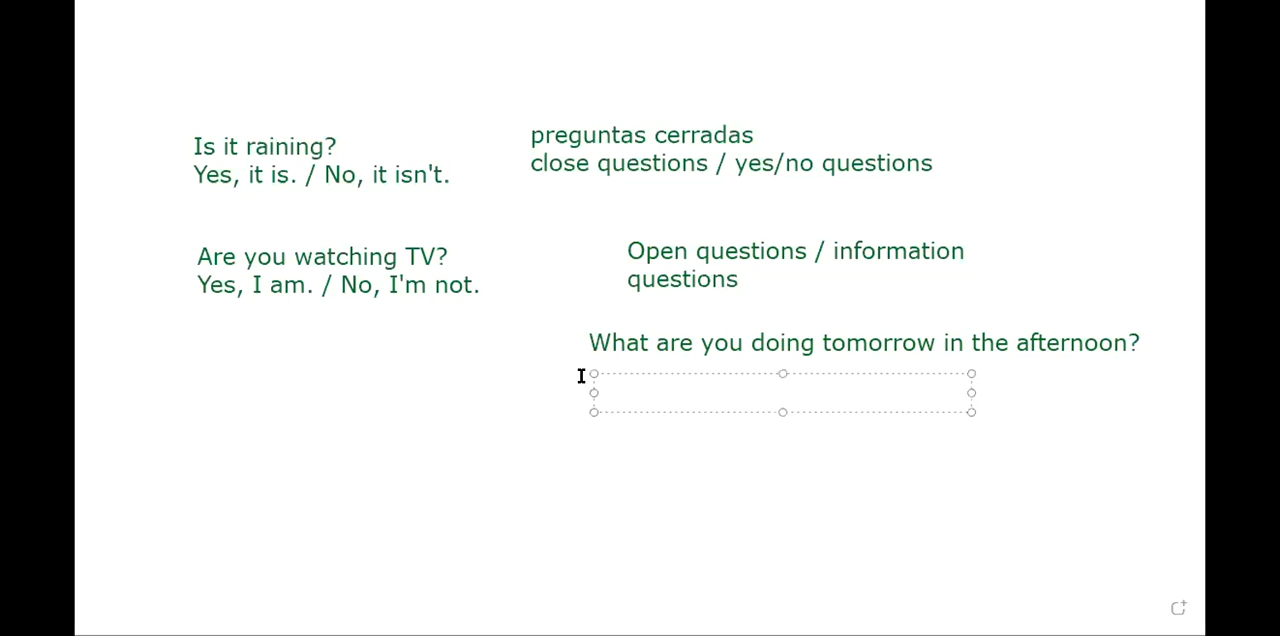 Is it raining?
Yes, it is. / No, it isn't.
preguntas cerradas
close questions / yes/no questions
Are you watching TV?
Yes, I am. / No, I'm not.
Open questions / information
questions
What are you doing tomorrow in the afternoon?